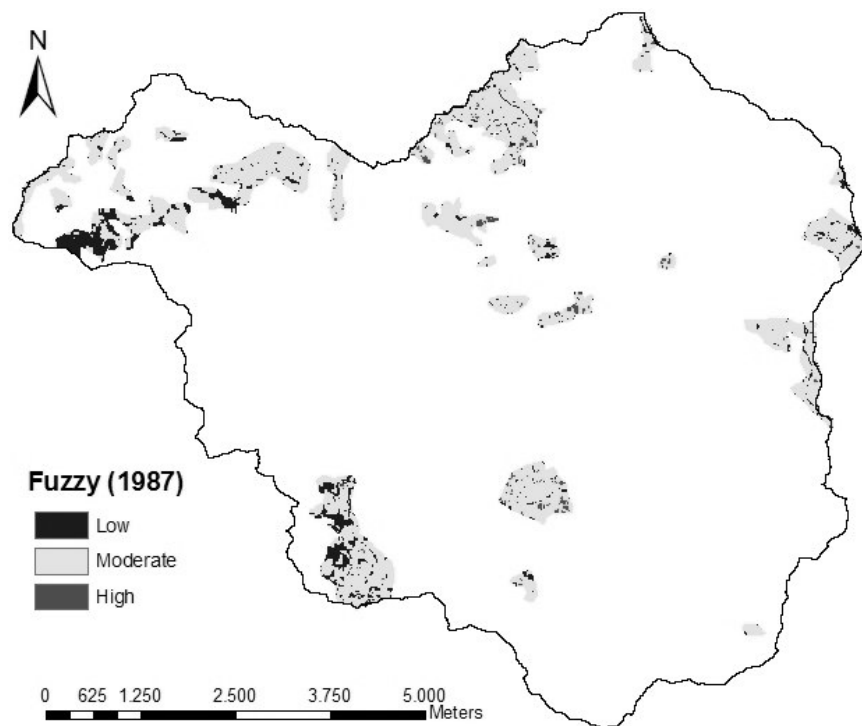 N
Fuzzy (1987)
Low
Moderate
High
0 625 1.250 2.500 3.750 5.000
Meters